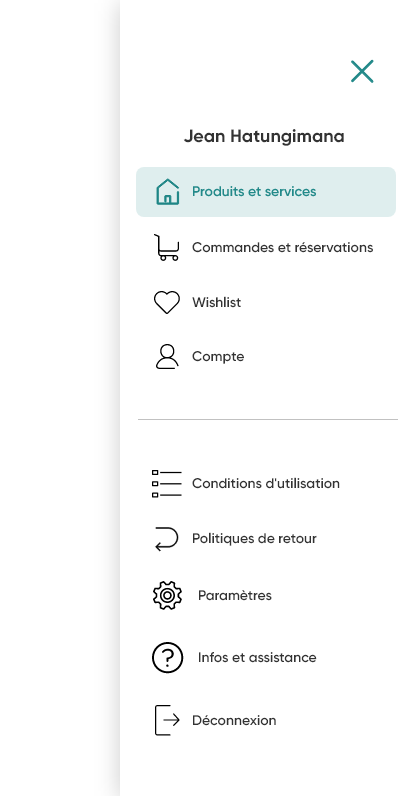 Jean Hatungimana
Produits et services
Commandes et réservations
Wishlist
Compte
Conditions d'utilisation
Politiques de retour
Paramètres
Infos et assistance
Déconnexion